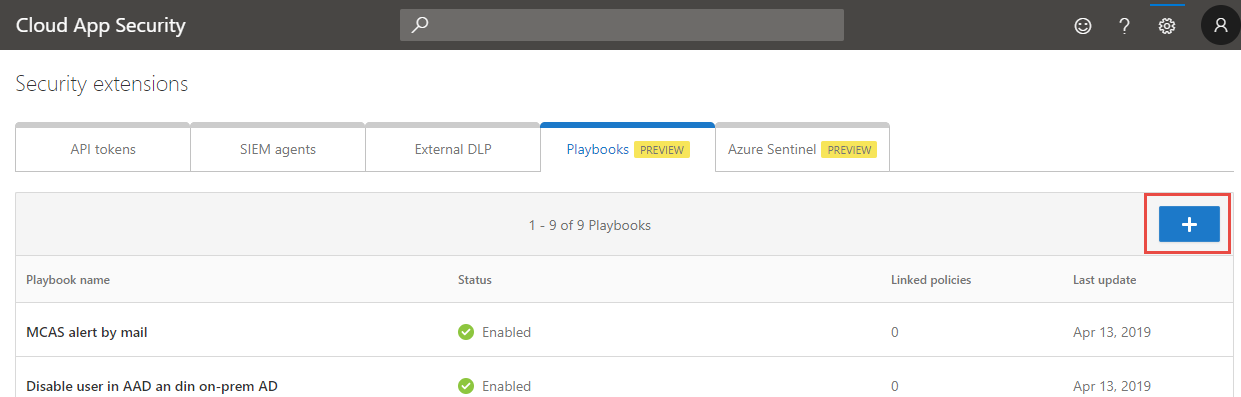 Cloud App Security
Security extensions
API tokens SIEM agents External DLP Playbooks PREVIEW Azure Sentinel PREVIEW
1 - 9 of 9 Playbooks
Playbook name Status Linked policies Last update
MCAS alert by mail Enabled 0 Apr 13, 2019
Disable user in AAD an din on-prem AD Enabled 0 Apr 13, 2019